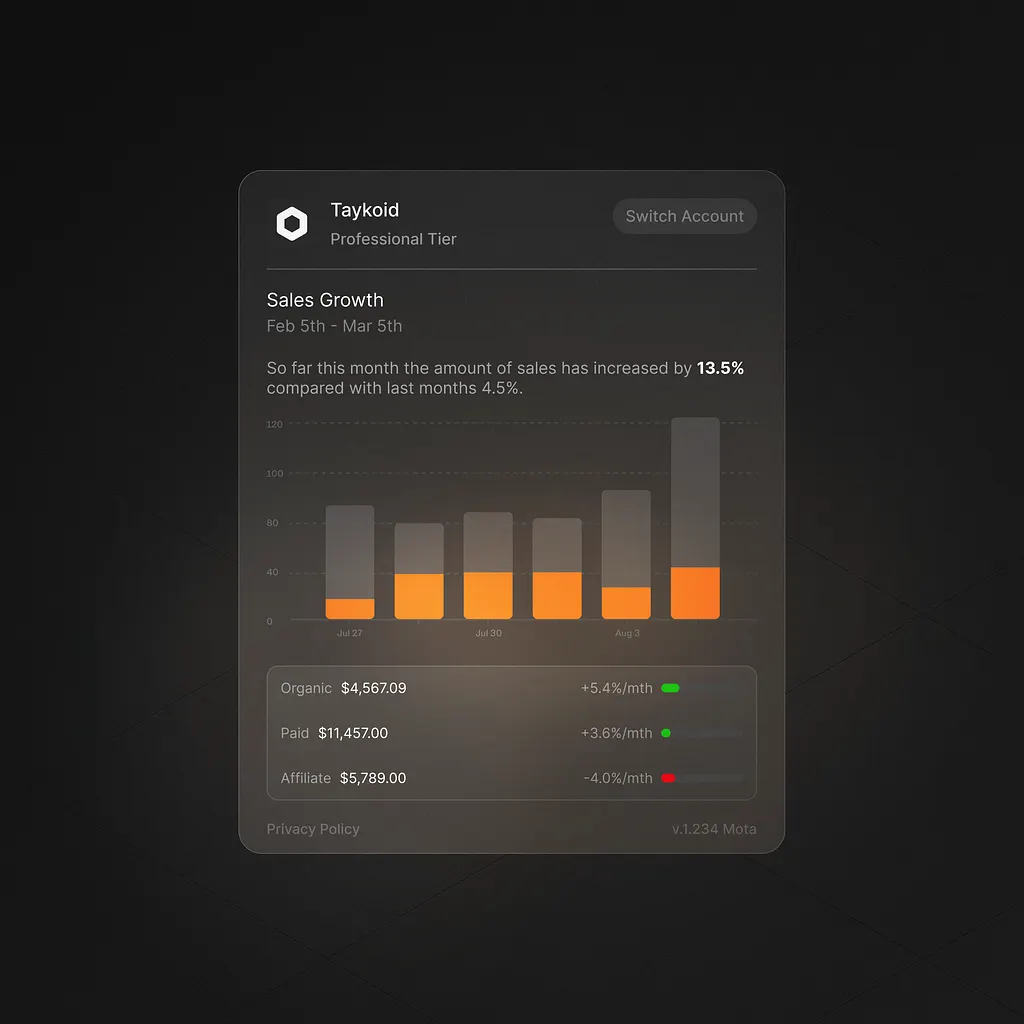 Taykoid
Switch Account
Professional Tier
Sales Growth
Feb 5th - Mar 5th
So far this month the amount of sales has increased by 13.5%
compared with last months 4.5%.
120
100
80
40
0
Jul 27
Jul 30
Aug 3
Organic $4,567.09 +5.4%/mth
Paid $11,457.00 +3.6%/mth
Affiliate $5,789.00 -4.0%/mth
Privacy Policy
v.1.234 Mota